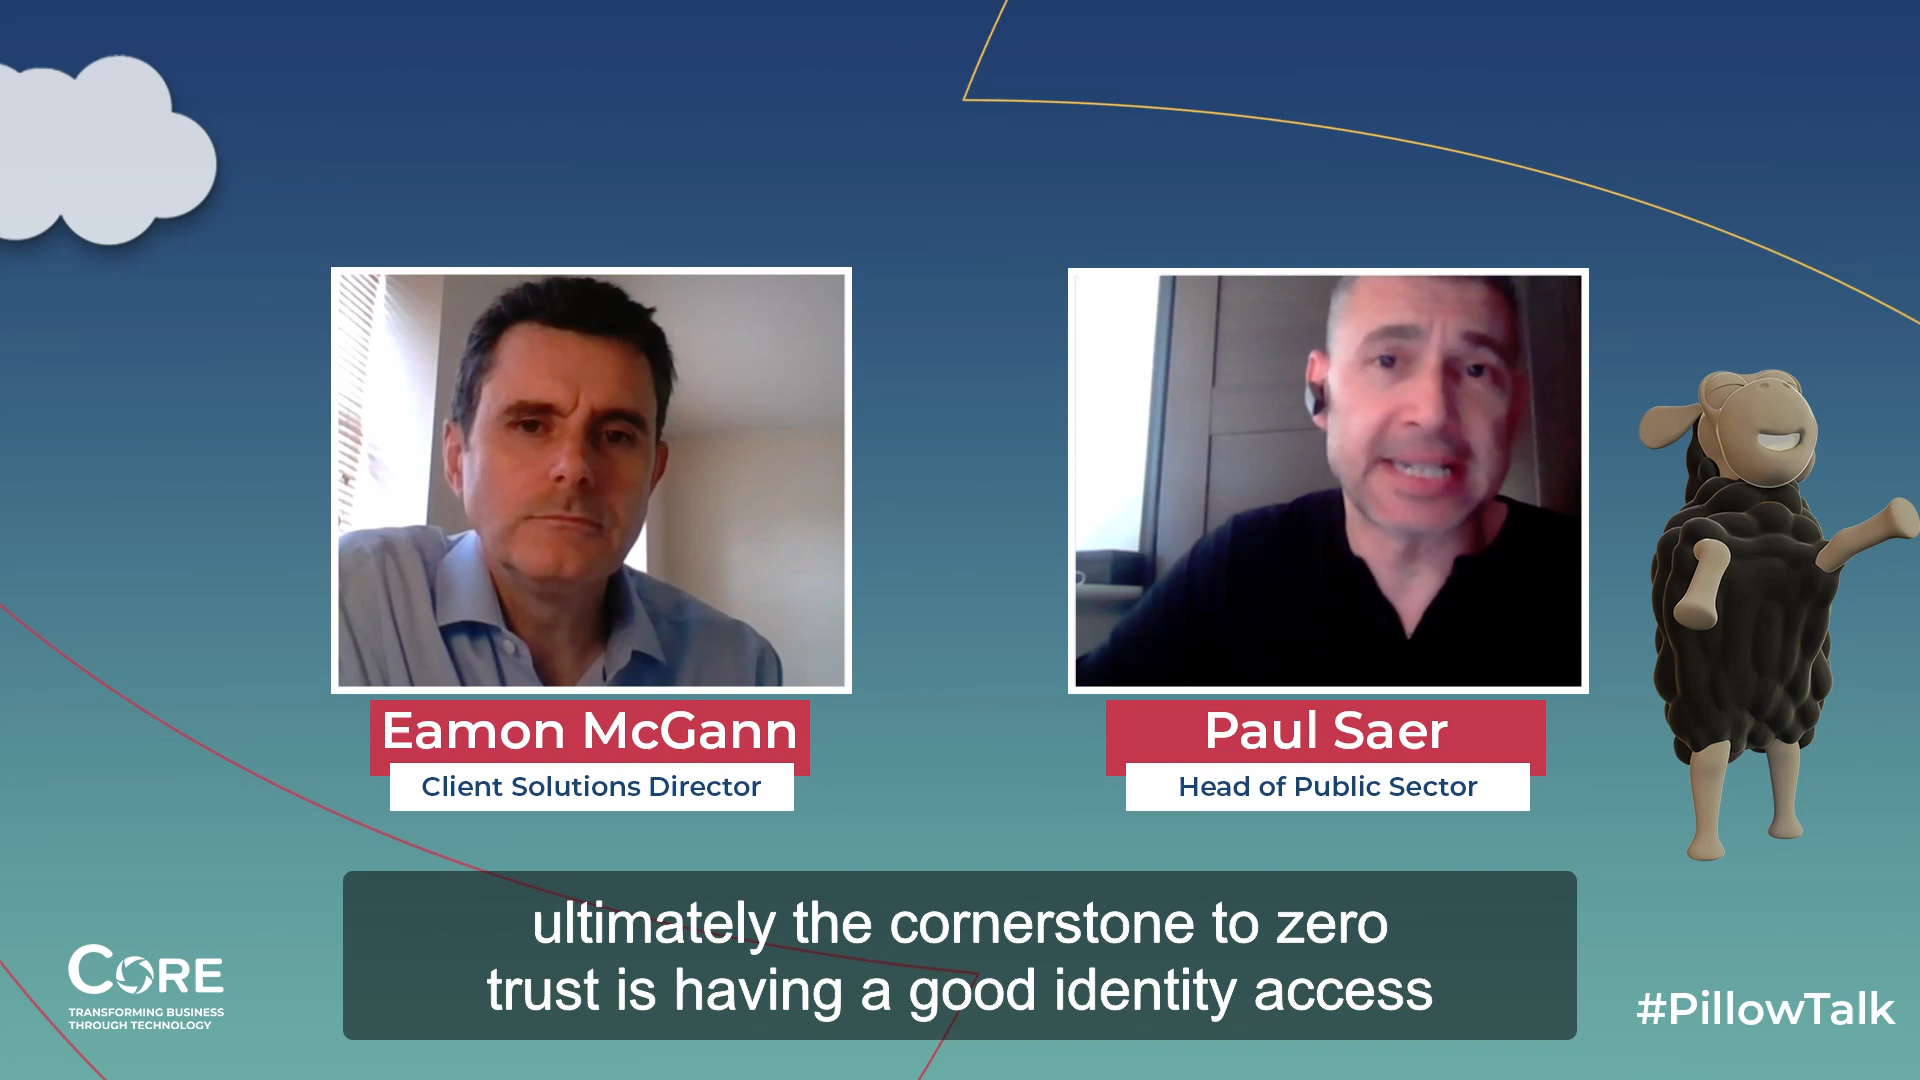 Eamon McGann
Client Solutions Director
Paul Saer
Head of Public Sector
ultimately the cornerstone to zero
trust is having a good identity access
CORE
TRANSFORMING BUSINESS
THROUGH TECHNOLOGY
#PillowTalk